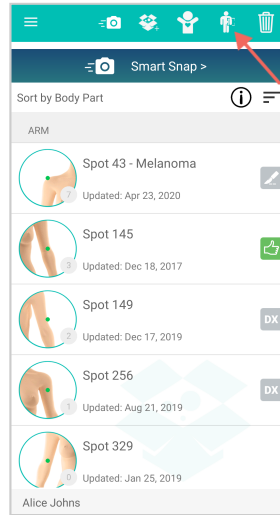 Smart Snap >
Sort by Body Part
ARM
Spot 43 - Melanoma
7
Updated: Apr 23, 2020
Spot 145
3
Updated: Dec 18, 2017
Spot 149
2
Updated: Dec 17, 2019
DX
Spot 256
1
Updated: Aug 21, 2019
DX
Spot 329
0
Updated: Jan 25, 2019
Alice Johns